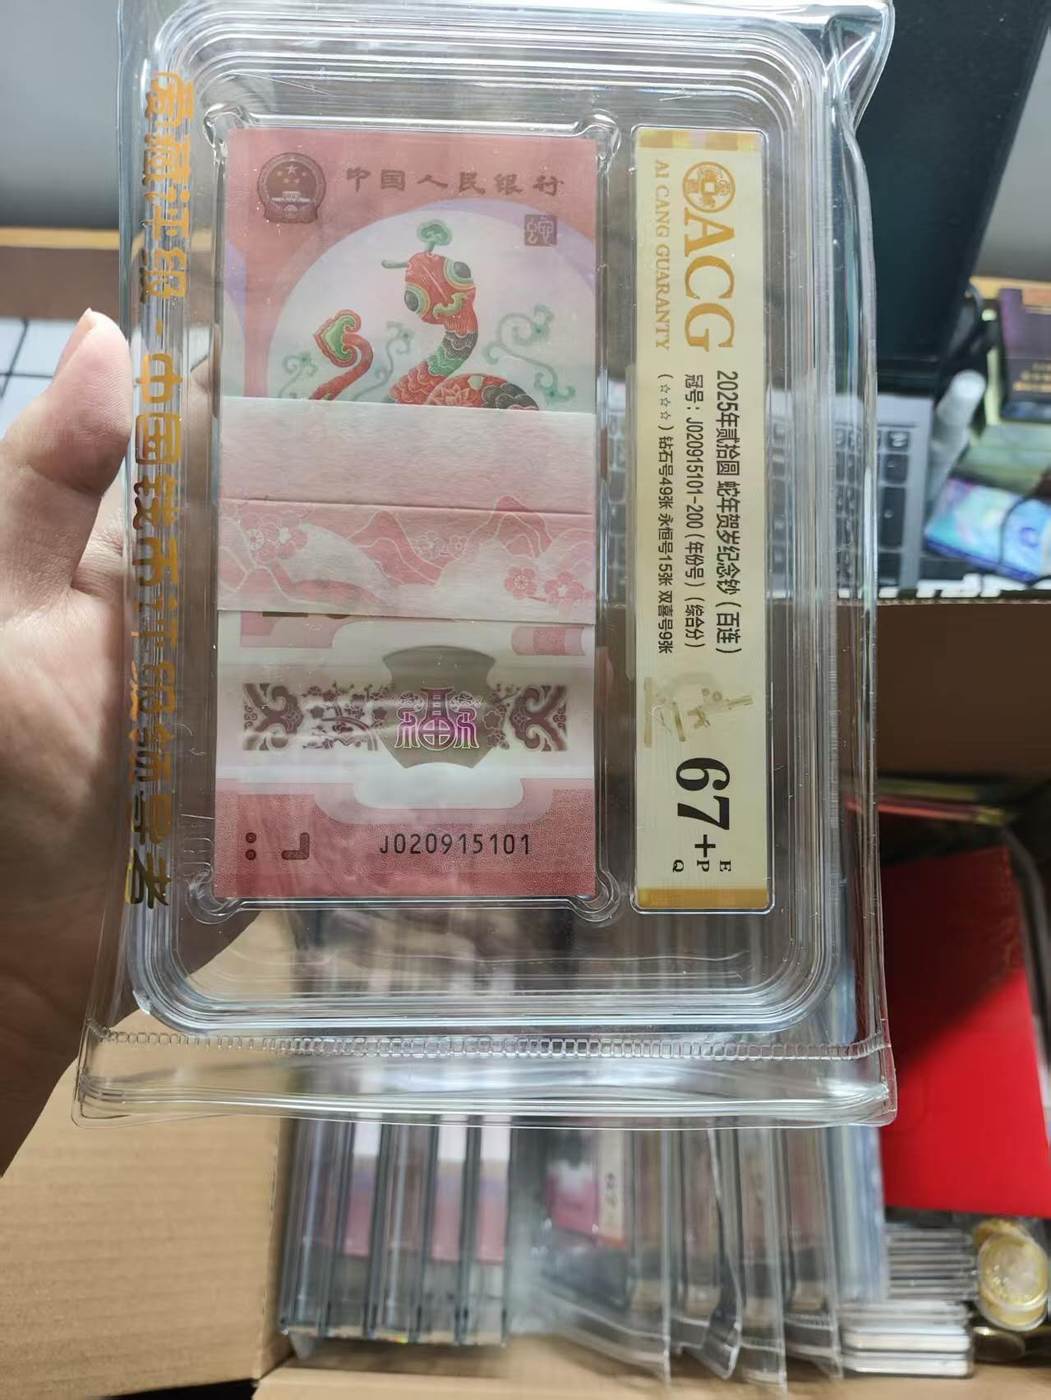 中国人民银行
J020915101
ACG
AI CANG GUARANTY
2025年贰拾圆 蛇年贺岁纪念钞（百连）
冠号：J020915101-200（年份号）（综合分）
（☆☆☆）钻石号49张 永恒号15张 双喜号9张
67+
E
P
Q
爱藏评级·中国钱币评级领导者